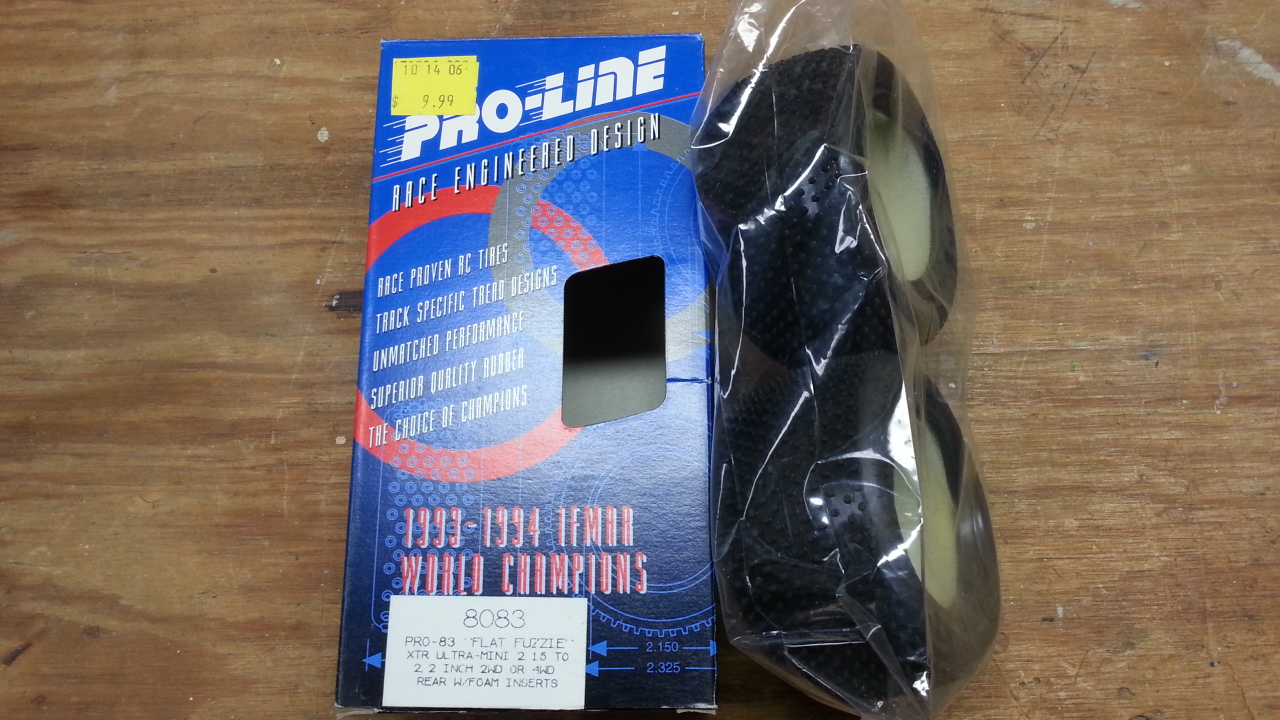 10 14 06
$ 9.99
PRO-LINE
RACE ENGINEERED DESIGN
RACE PROVEN RC TIRES
TRACK SPECIFIC TREAD DESIGNS
UNMATCHED PERFORMANCE
SUPERIOR QUALITY RUBBER
THE CHOICE OF CHAMPIONS
1993-1994 IFMAR
WORLD CHAMPIONS
8083
PRO-83 "FLAT FUZZIE"
XTR ULTRA-MINI 2.15 TO
2.2 INCH 2WD OR 4WD
REAR W/FOAM INSERTS
2.150
2.325